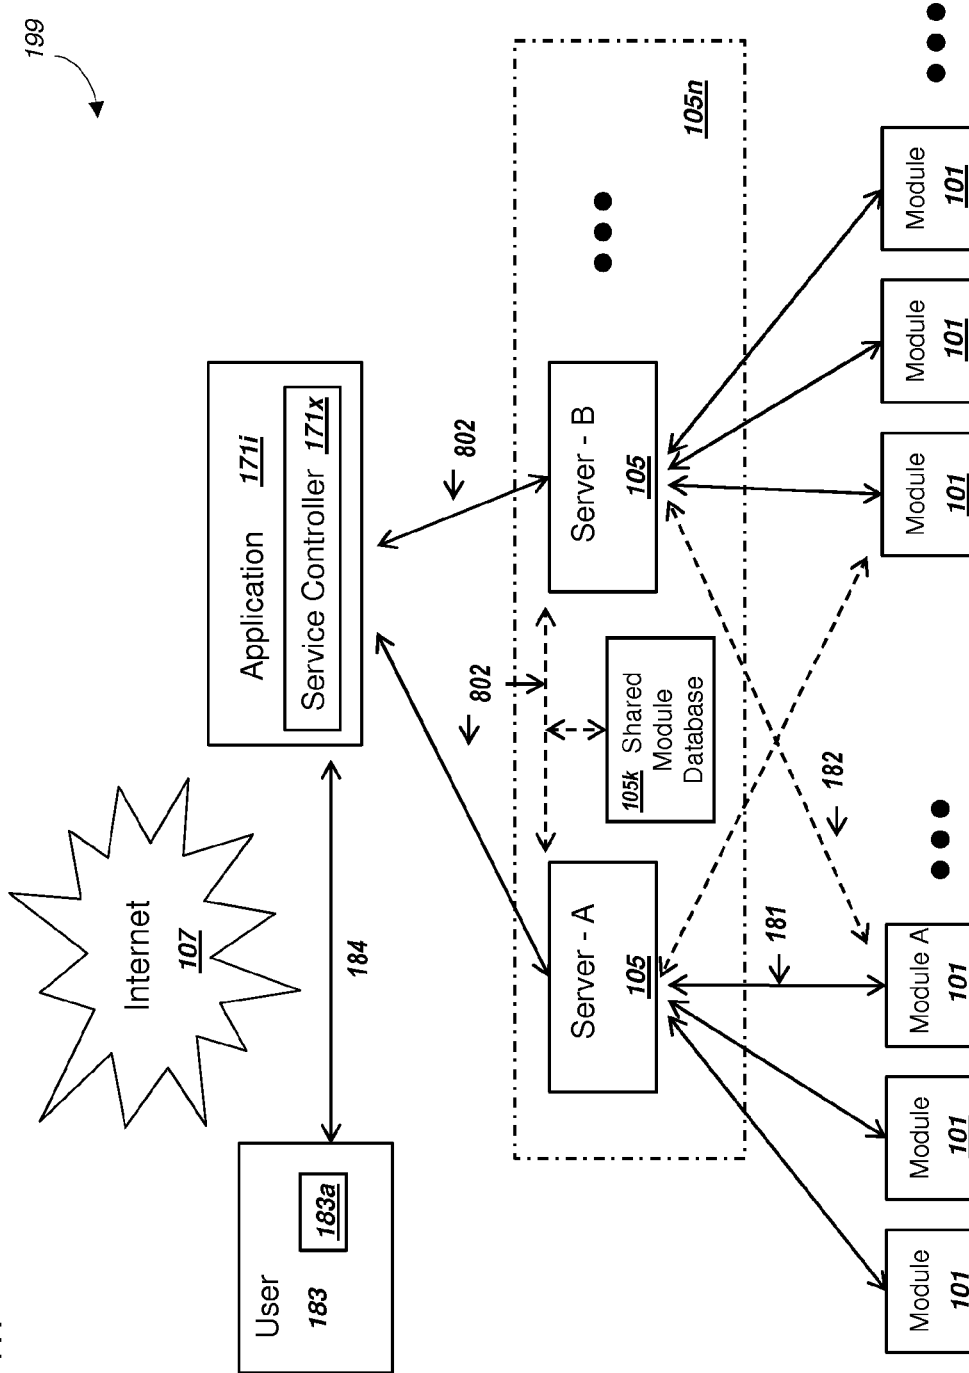 199
Internet
107
User
183
183a
184
Application
171i
Service Controller
171x
802
802
105n
Server - A
105
Server - B
105
105k Shared
Module
Database
181
182
Module
101
Module
101
Module A
101
Module
101
Module
101
Module
101